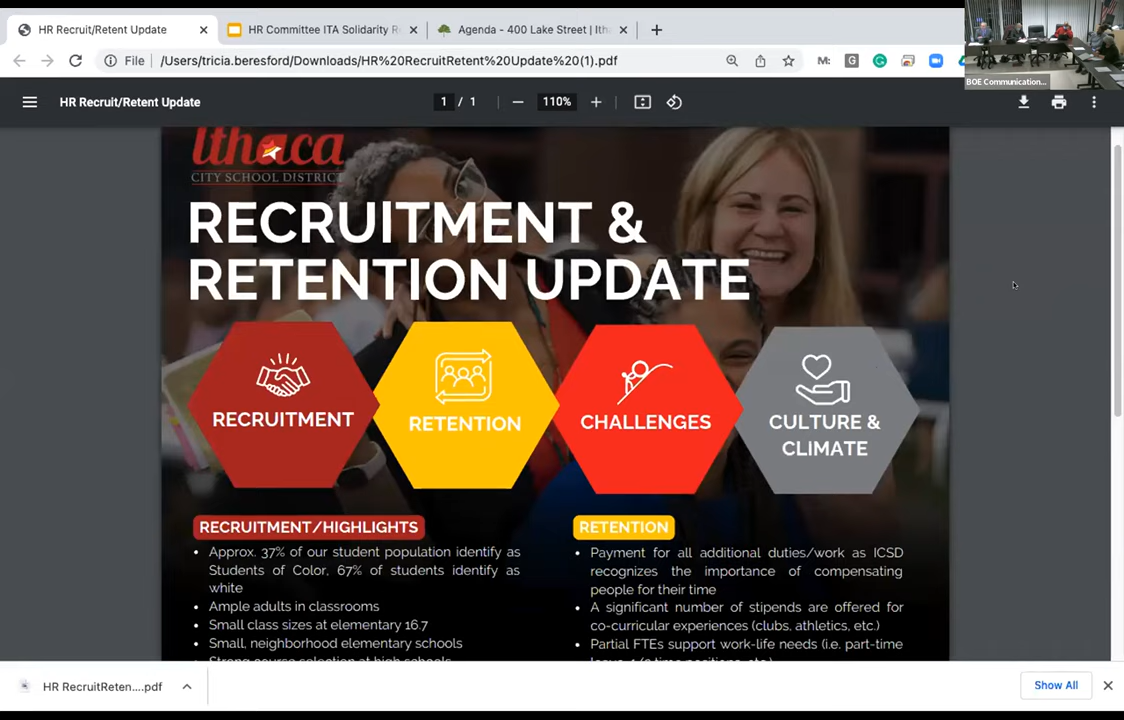 HR Recruit/Retent Update
HR Committee ITA Solidarity R
Agenda - 400 Lake Street | Ith
File
/Users/tricia.beresford/Downloads/HR%20RecruitRetent%20Update%20(1).pdf
M:
G
BOE Communication...
HR Recruit/Retent Update
1 / 1
110%
Ithaca
CITY SCHOOL DISTRICT
RECRUITMENT &
RETENTION UPDATE
RECRUITMENT
RETENTION
CHALLENGES
CULTURE &
CLIMATE
RECRUITMENT/HIGHLIGHTS
• Approx. 37% of our student population identify as
Students of Color, 67% of students identify as
white
• Ample adults in classrooms
• Small class sizes at elementary 16.7
• Small, neighborhood elementary schools
• Strong course selection at high schools
RETENTION
• Payment for all additional duties/work as ICSD
recognizes the importance of compensating
people for their time
• A significant number of stipends are offered for
co-curricular experiences (clubs, athletics, etc.)
• Partial FTEs support work-life needs (i.e. part-time
HR RecruitReten....pdf
Show All